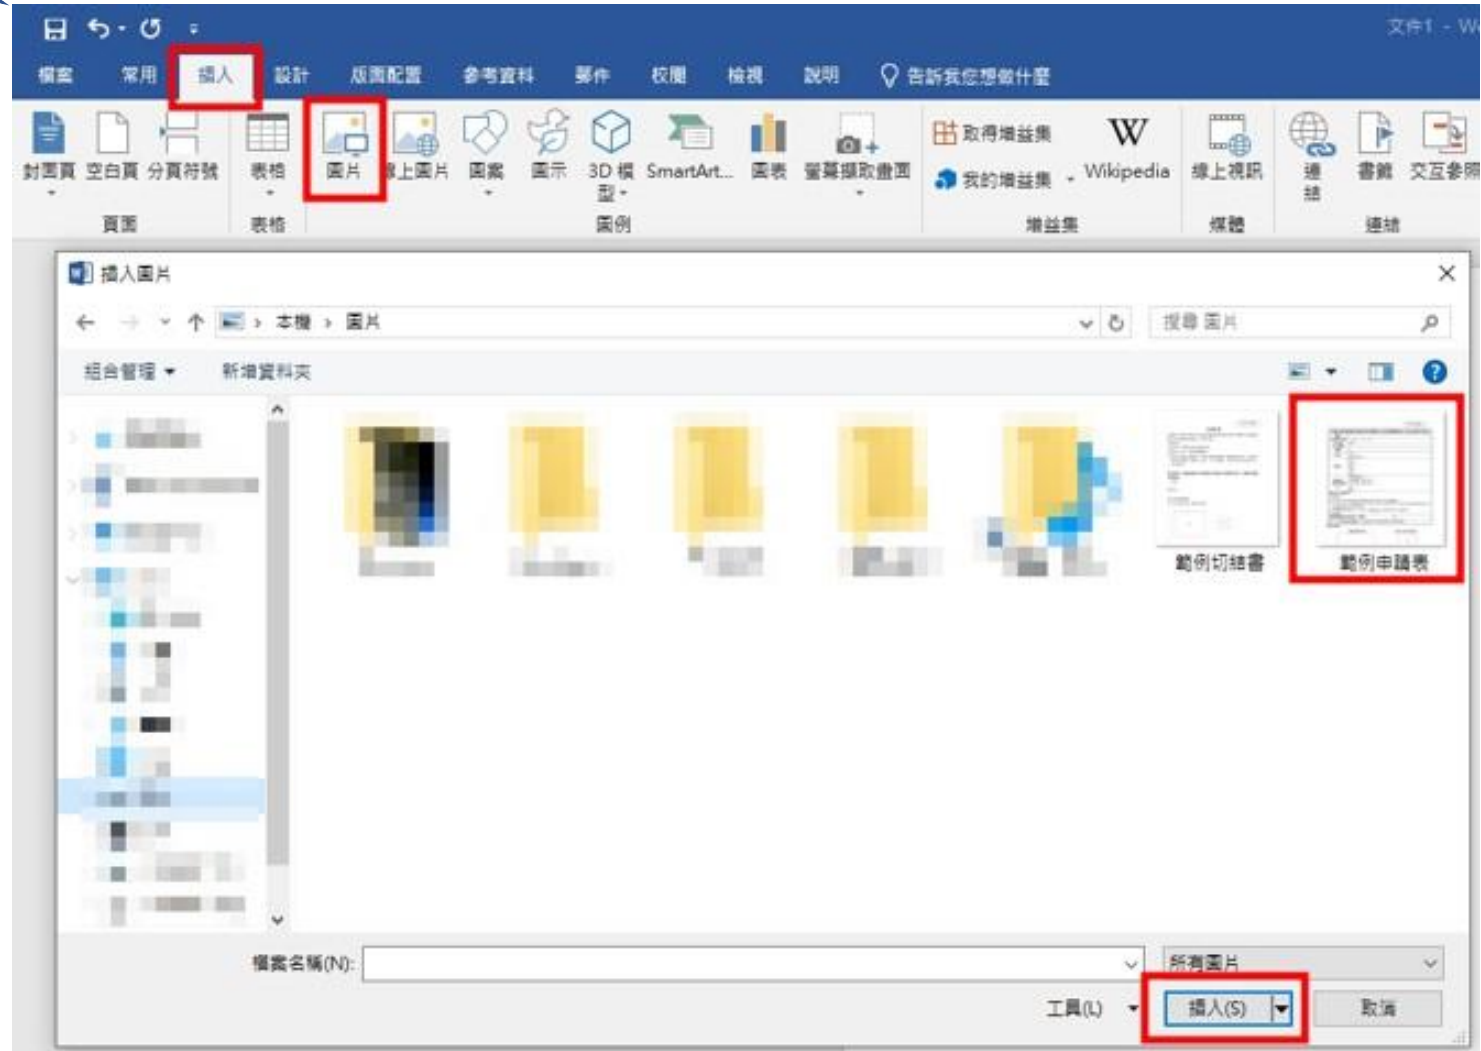 文件1 - We
檔案 常用 插入 設計 版面配置 參考資料 郵件 校閱 檢視 說明 告訴我您想做什麼
封面頁 空白頁 分頁符號 表格 圖片 線上圖片 圖案 圖示 3D 模型 SmartArt... 圖表 螢幕擷取畫面 取得增益集 我的增益集 Wikipedia 線上視訊 連結 書籤 交互參照
頁面 表格 圖例 增益集 媒體 連結
插入圖片
本機 > 圖片 搜尋 圖片
組合管理 新增資料夾
範例切結書 範例申請表
檔案名稱(N): 所有圖片
工具(L) 插入(S) 取消